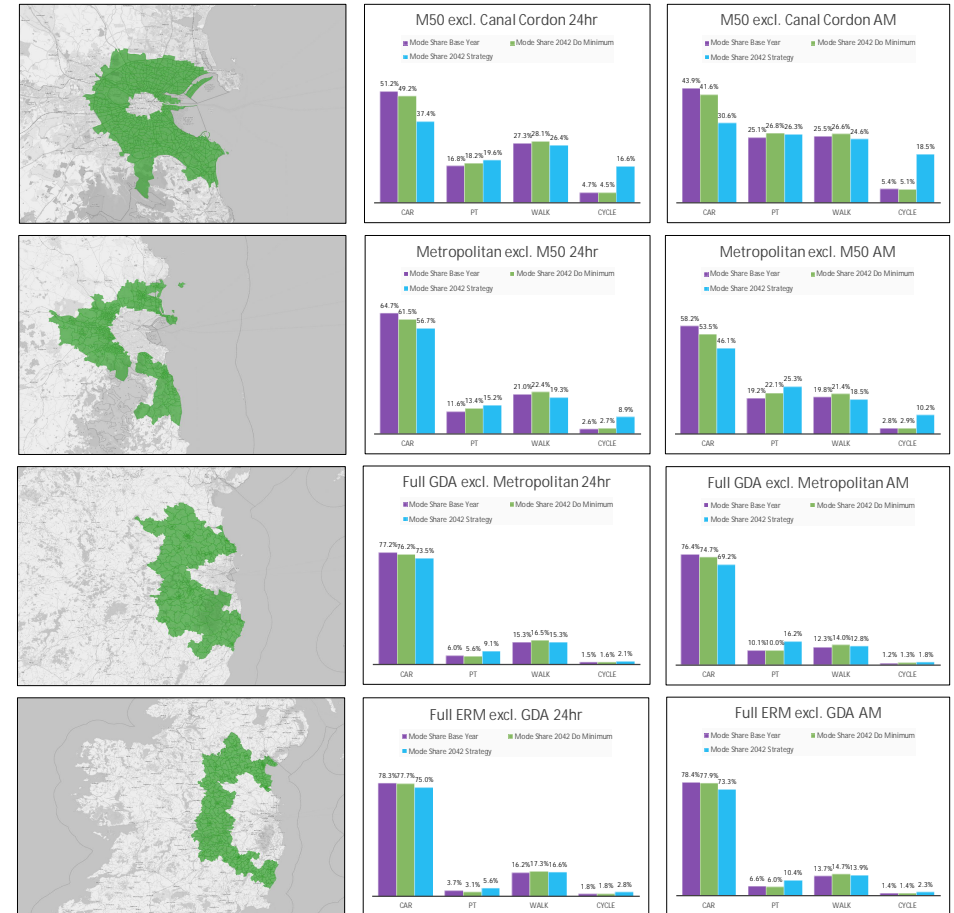 M50 excl. Canal Cordon 24hr
Mode Share Base Year Mode Share 2042 Do Minimum
Mode Share 2042 Strategy
51.2% 49.2% 37.4% 16.8% 18.2% 19.6% 27.3% 28.1% 26.4% 4.7% 4.5% 16.6%
CAR PT WALK CYCLE
M50 excl. Canal Cordon AM
Mode Share Base Year Mode Share 2042 Do Minimum
Mode Share 2042 Strategy
43.9% 41.6% 30.6% 25.1% 26.8% 26.3% 25.5% 26.6% 24.6% 5.4% 5.1% 18.5%
CAR PT WALK CYCLE
Metropolitan excl. M50 24hr
Mode Share Base Year Mode Share 2042 Do Minimum
Mode Share 2042 Strategy
64.7% 61.5% 56.7% 11.6% 13.4% 15.2% 21.0% 22.4% 19.3% 2.6% 2.7% 8.9%
CAR PT WALK CYCLE
Metropolitan excl. M50 AM
Mode Share Base Year Mode Share 2042 Do Minimum
Mode Share 2042 Strategy
58.2% 53.5% 46.1% 19.2% 22.1% 25.3% 19.8% 21.4% 18.5% 2.8% 2.9% 10.2%
CAR PT WALK CYCLE
Full GDA excl. Metropolitan 24hr
Mode Share Base Year Mode Share 2042 Do Minimum
Mode Share 2042 Strategy
77.2% 76.2% 73.5% 6.0% 5.6% 9.1% 15.3% 16.5% 15.3% 1.5% 1.6% 2.1%
CAR PT WALK CYCLE
Full GDA excl. Metropolitan AM
Mode Share Base Year Mode Share 2042 Do Minimum
Mode Share 2042 Strategy
76.4% 74.7% 69.2% 10.1% 10.0% 16.2% 12.3% 14.0% 12.8% 1.2% 1.3% 1.8%
CAR PT WALK CYCLE
Full ERM excl. GDA 24hr
Mode Share Base Year Mode Share 2042 Do Minimum
Mode Share 2042 Strategy
78.3% 77.7% 75.0% 3.7% 3.1% 5.6% 16.2% 17.3% 16.6% 1.8% 1.8% 2.8%
CAR PT WALK CYCLE
Full ERM excl. GDA AM
Mode Share Base Year Mode Share 2042 Do Minimum
Mode Share 2042 Strategy
78.4% 77.9% 73.3% 6.6% 6.0% 10.4% 13.7% 14.7% 13.9% 1.4% 1.4% 2.3%
CAR PT WALK CYCLE